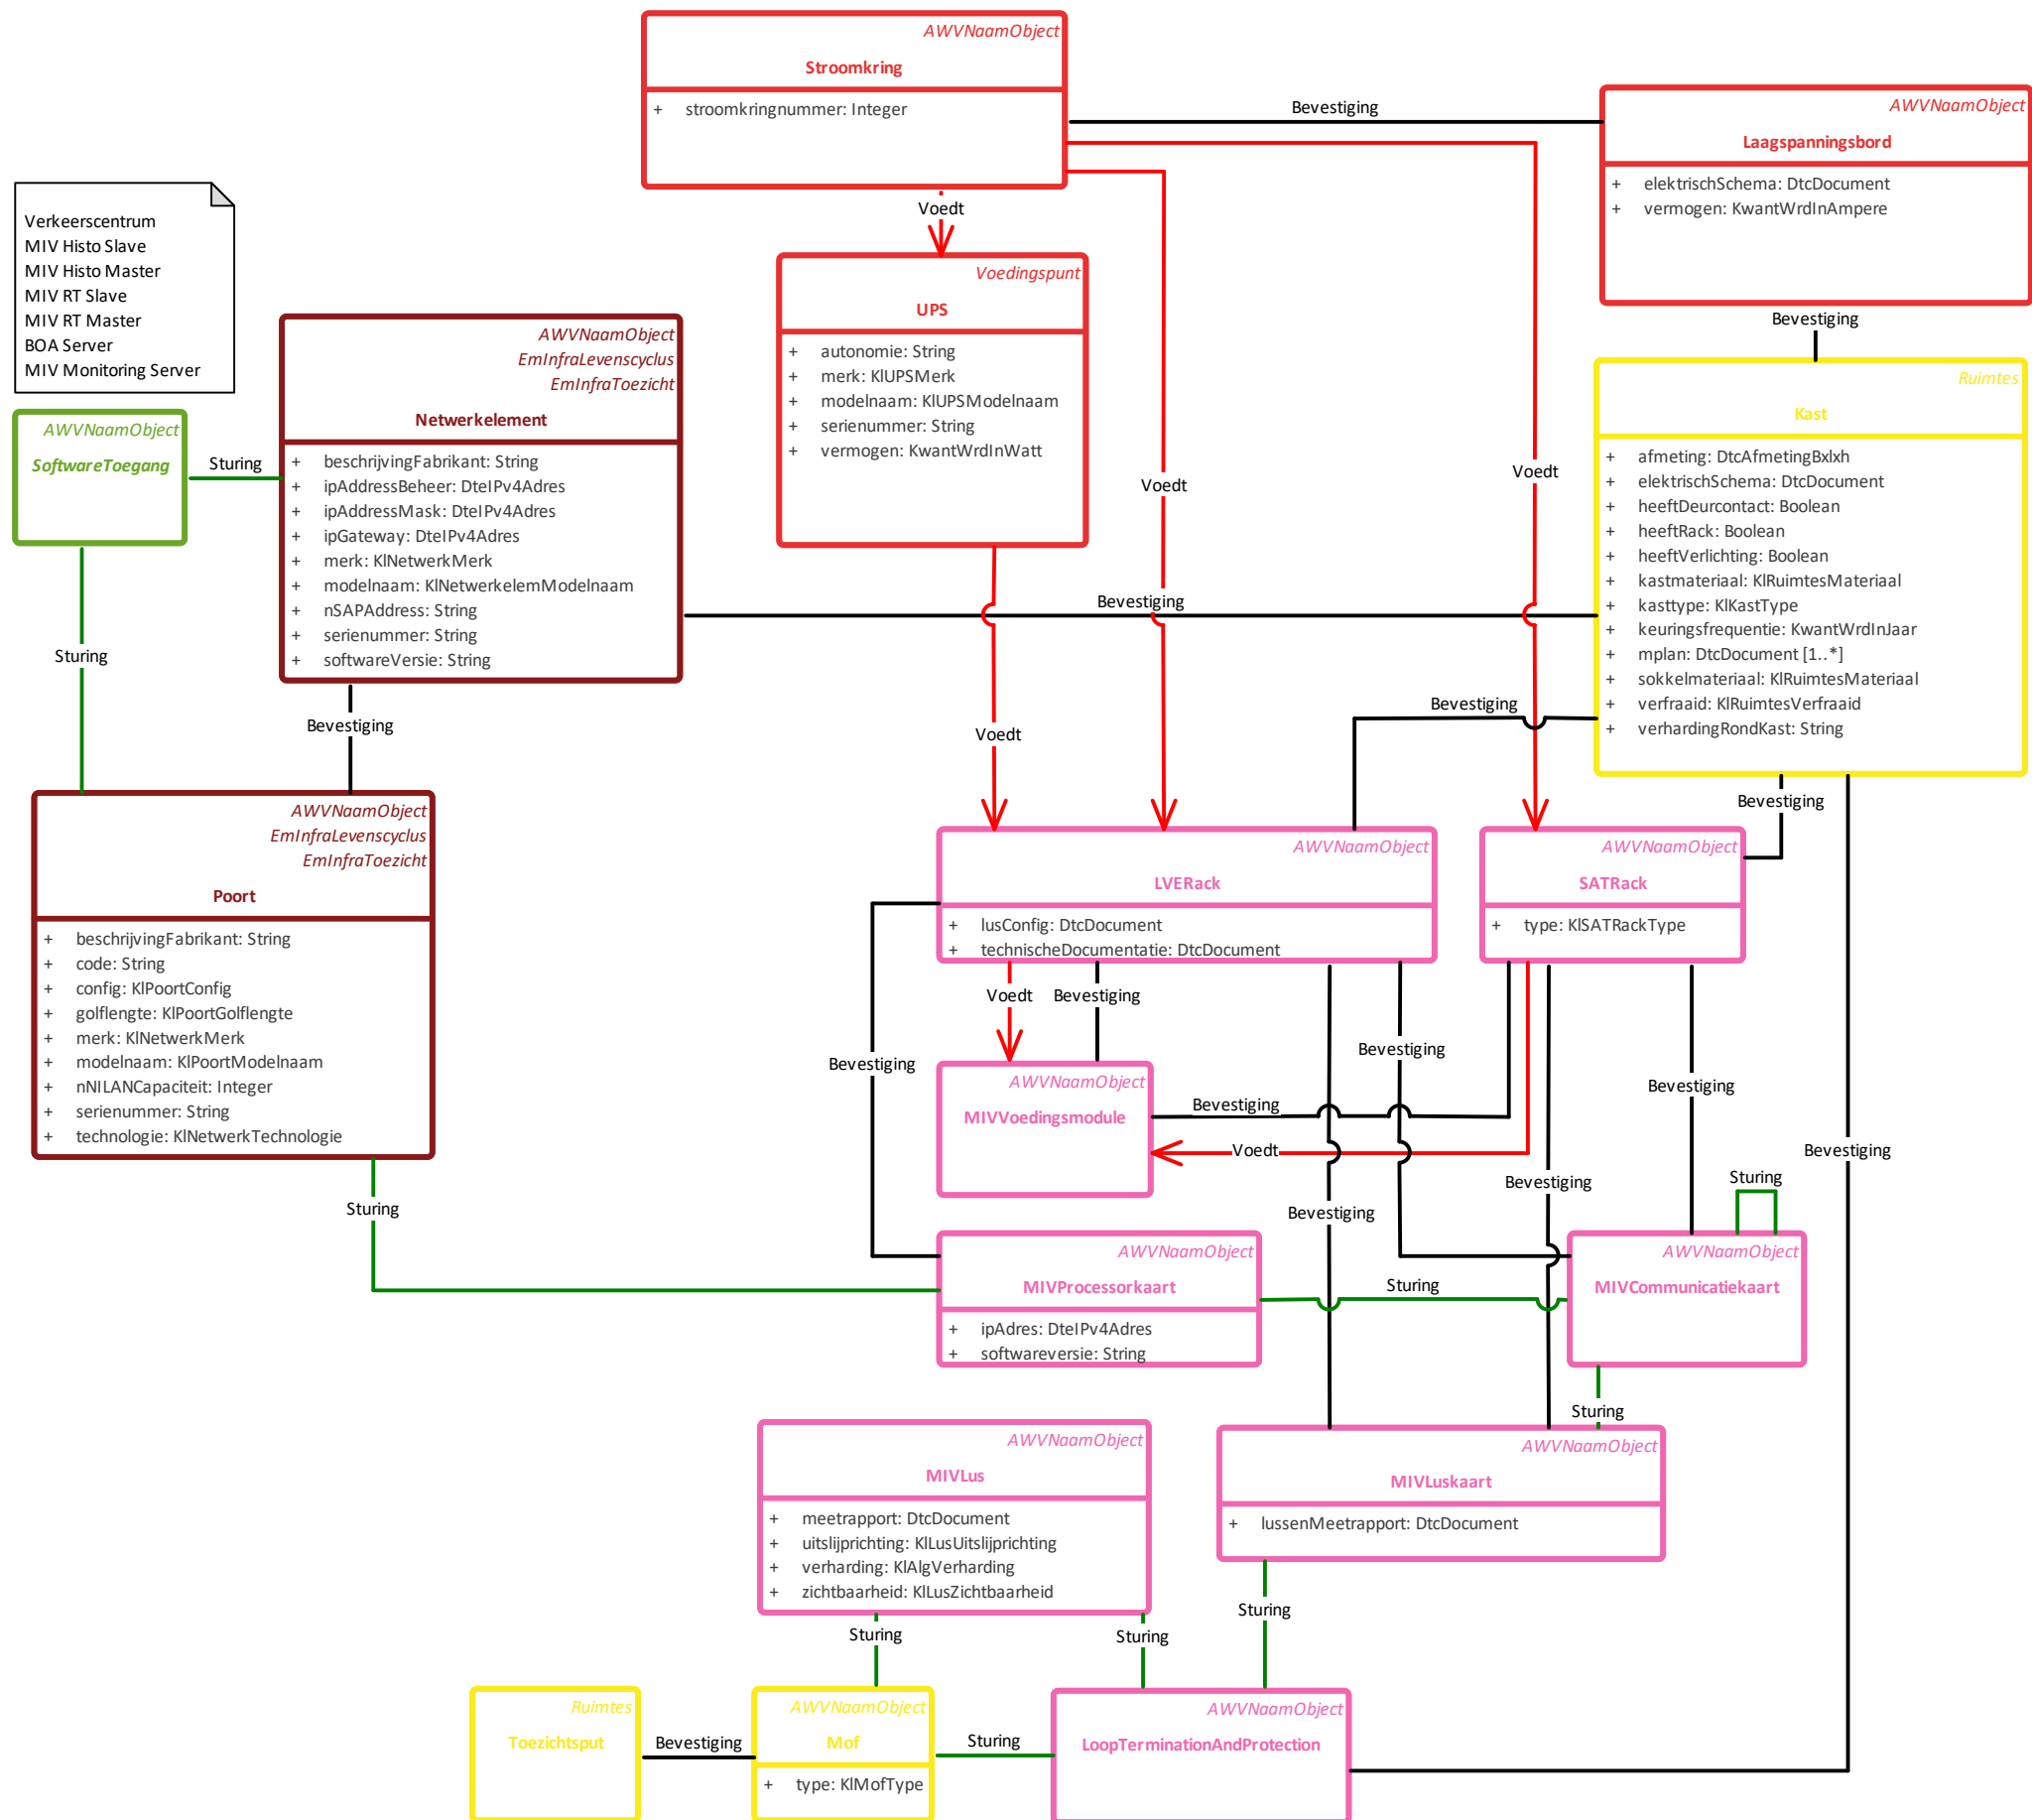 AWVNaamObject
Stroomkring
+ stroomkringnummer: Integer
Bevestiging
AWVNaamObject
Laagspanningsbord
+ elektrischSchema: DtcDocument
+ vermogen: KwantWrdInAmpere
Voedt
Verkeerscentrum
MIV Histo Slave
MIV Histo Master
MIV RT Slave
MIV RT Master
BOA Server
MIV Monitoring Server
Voedingspunt
UPS
+ autonomie: String
+ merk: KlUPSMerk
+ modelnaam: KlUPSModelnaam
+ serienummer: String
+ vermogen: KwantWrdInWatt
Bevestiging
AWVNaamObject
EmInfraLevenscyclus
EmInfraToezicht
Netwerkelement
+ beschrijvingFabrikant: String
+ ipAddressBeheer: DteIPv4Adres
+ ipAddressMask: DteIPv4Adres
+ ipGateway: DteIPv4Adres
+ merk: KlNetwerkMerk
+ modelnaam: KlNetwerkelemModelnaam
+ nSAPAddress: String
+ serienummer: String
+ softwareVersie: String
Ruimtes
Kast
+ afmeting: DtcAfmetingBxlxh
+ elektrischSchema: DtcDocument
+ heeftDeurcontact: Boolean
+ heeftRack: Boolean
+ heeftVerlichting: Boolean
+ kastmateriaal: KlRuimtesMateriaal
+ kasttype: KlKastType
+ keuringsfrequentie: KwantWrdInJaar
+ mplan: DtcDocument [1..*]
+ sokkelmateriaal: KlRuimtesMateriaal
+ verfraaid: KlRuimtesVerfraaid
+ verhardingRondKast: String
AWVNaamObject
SoftwareToegang
Sturing
Voedt
Voedt
Bevestiging
Sturing
Bevestiging
Bevestiging
Voedt
Bevestiging
AWVNaamObject
EmInfraLevenscyclus
EmInfraToezicht
Poort
+ beschrijvingFabrikant: String
+ code: String
+ config: KlPoortConfig
+ golflengte: KlPoortGolflengte
+ merk: KlNetwerkMerk
+ modelnaam: KlPoortModelnaam
+ nNILANCapaciteit: Integer
+ serienummer: String
+ technologie: KlNetwerkTechnologie
AWVNaamObject
LVERack
+ lusConfig: DtcDocument
+ technischeDocumentatie: DtcDocument
AWVNaamObject
SATRack
+ type: KlSATRackType
Voedt
Bevestiging
Bevestiging
Bevestiging
Bevestiging
AWVNaamObject
MIVVoedingsmodule
Bevestiging
Voedt
Bevestiging
Bevestiging
Sturing
Bevestiging
Sturing
AWVNaamObject
MIVProcessorkaart
+ ipAdres: DteIPv4Adres
+ softwareversie: String
Sturing
AWVNaamObject
MIVCommunicatiekaart
Sturing
AWVNaamObject
MIVLus
+ meetrapport: DtcDocument
+ uitslijprichting: KlLusUitslijprichting
+ verharding: KlAlgVerharding
+ zichtbaarheid: KlLusZichtbaarheid
AWVNaamObject
MIVLuskaart
+ lussenMeetrapport: DtcDocument
Sturing
Sturing
Sturing
Ruimtes
Toezichtsput
Bevestiging
AWVNaamObject
Mof
+ type: KlMofType
Sturing
AWVNaamObject
LoopTerminationAndProtection